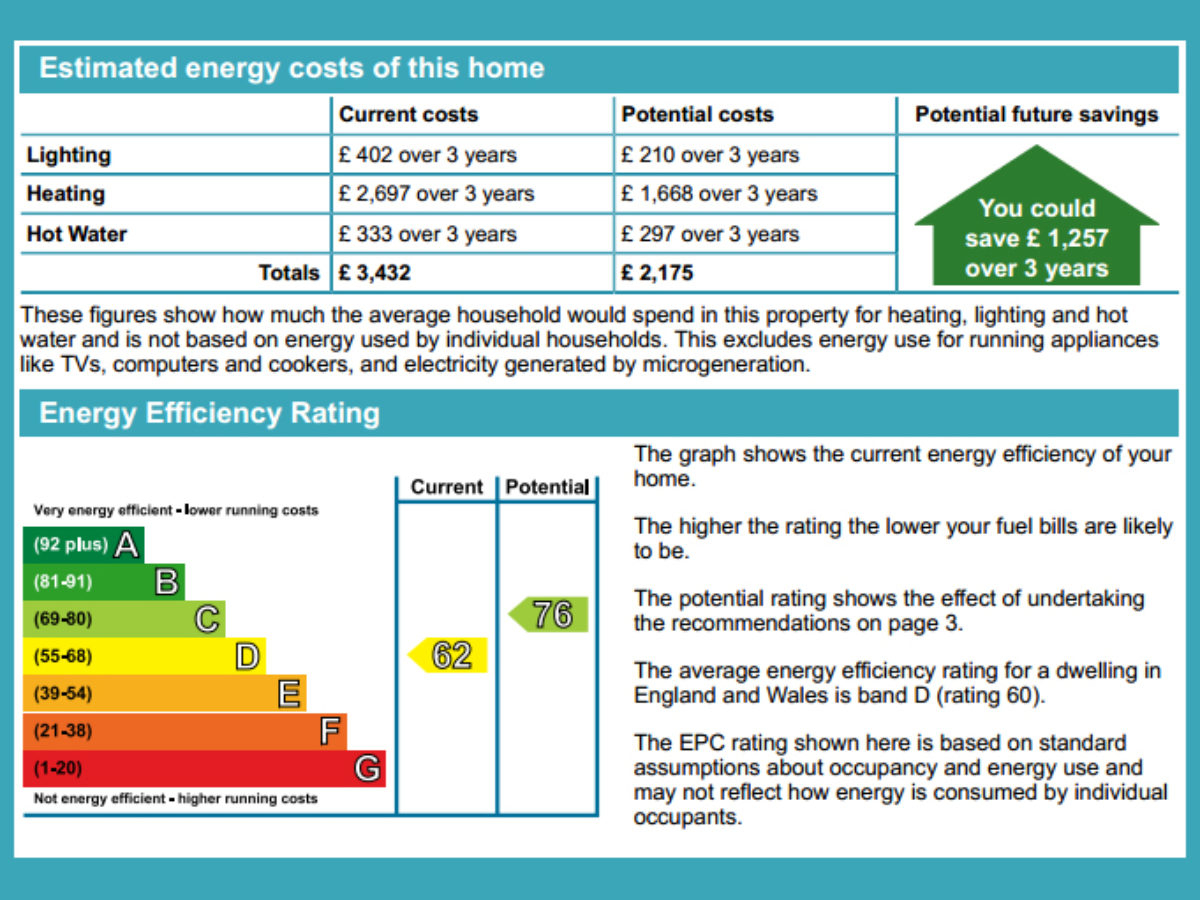 Estimated energy costs of this home
Current costs Potential costs Potential future savings
Lighting £ 402 over 3 years £ 210 over 3 years
Heating £ 2,697 over 3 years £ 1,668 over 3 years
Hot Water £ 333 over 3 years £ 297 over 3 years
Totals £ 3,432 £ 2,175
You could
save £ 1,257
over 3 years
These figures show how much the average household would spend in this property for heating, lighting and hot
water and is not based on energy used by individual households. This excludes energy use for running appliances
like TVs, computers and cookers, and electricity generated by microgeneration.
Energy Efficiency Rating
Current Potential
Very energy efficient - lower running costs
(92 plus) A
(81-91) B
(69-80) C
(55-68) D
(39-54) E
(21-38) F
(1-20) G
Not energy efficient - higher running costs
62
76
The graph shows the current energy efficiency of your
home.
The higher the rating the lower your fuel bills are likely
to be.
The potential rating shows the effect of undertaking
the recommendations on page 3.
The average energy efficiency rating for a dwelling in
England and Wales is band D (rating 60).
The EPC rating shown here is based on standard
assumptions about occupancy and energy use and
may not reflect how energy is consumed by individual
occupants.